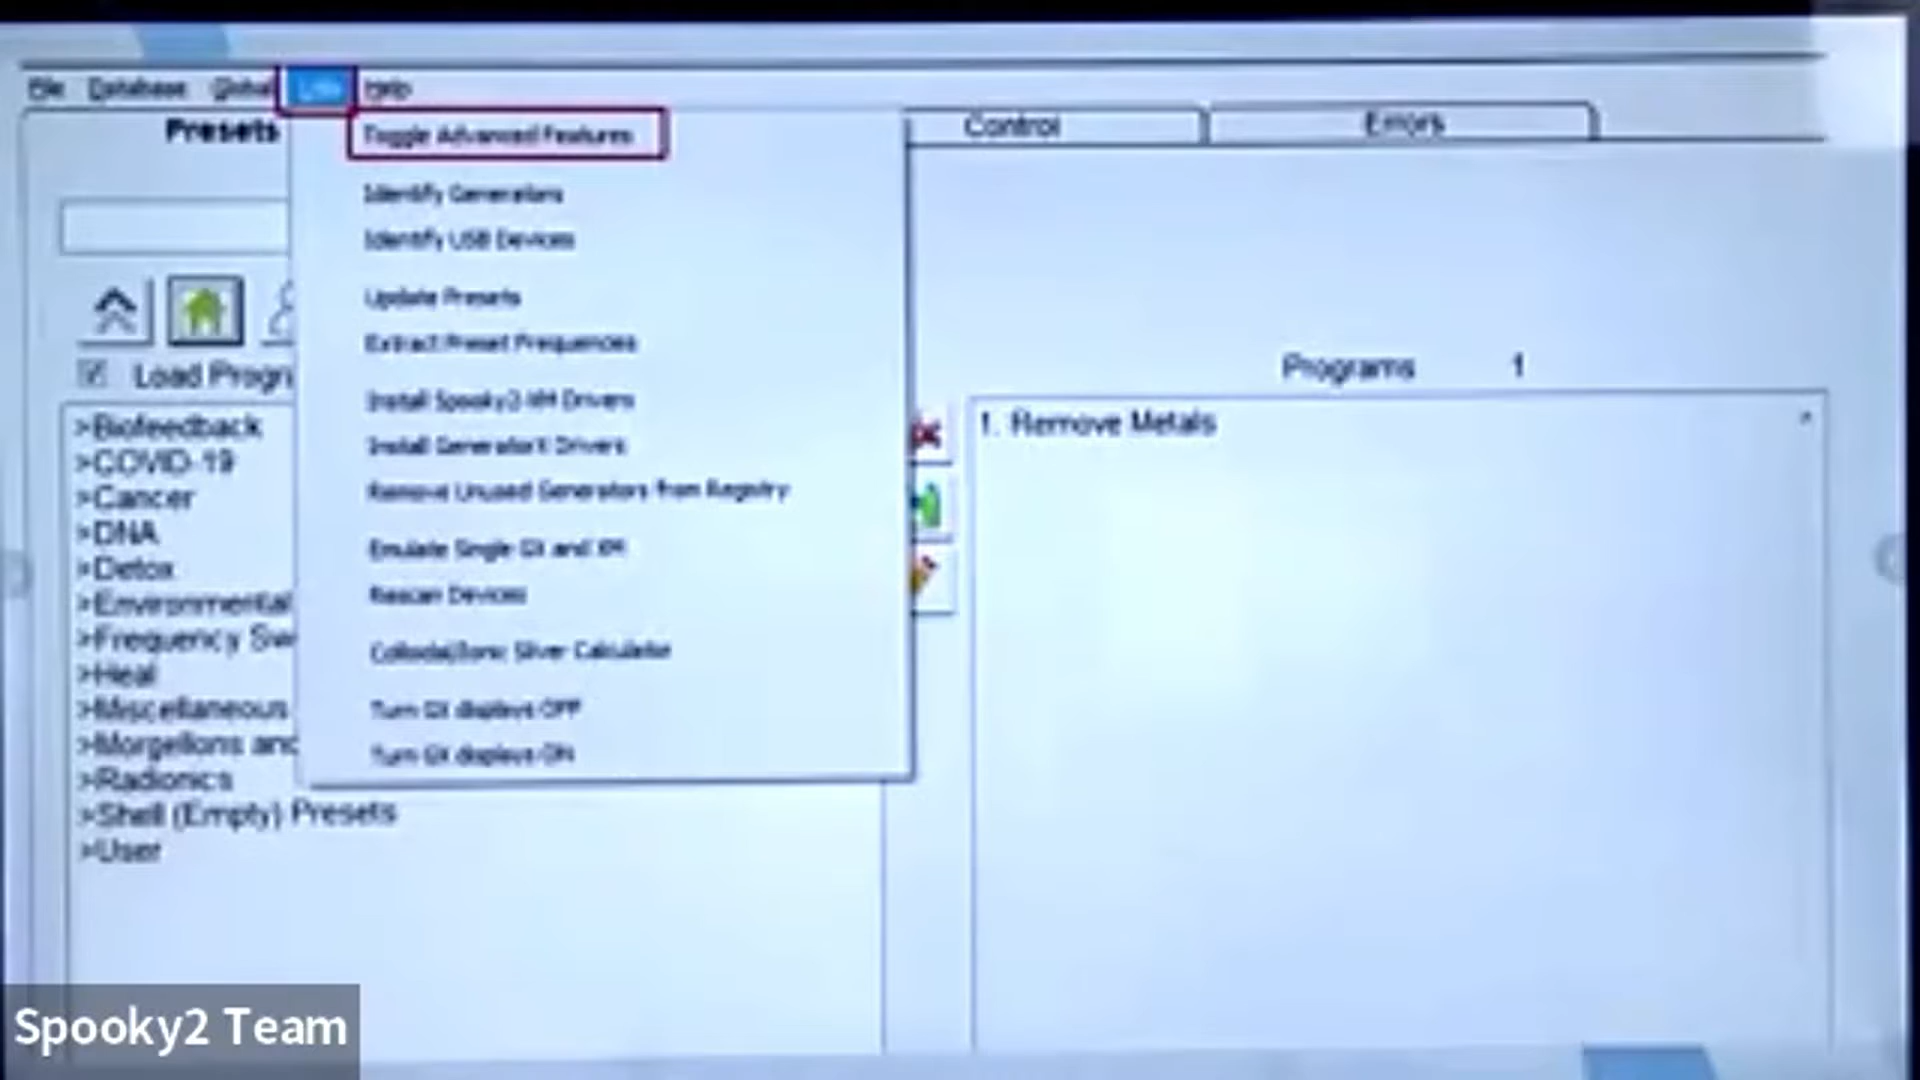 File Database Global Utils Help
Presets
Toggle Advanced Features
Control
Errors
Identify Generators
Identify USB Devices
Update Presets
Extract Preset Frequencies
Load Progr
Programs 1
Install Spooky2-XM Drivers
Install GeneratorX Drivers
Remove Unused Generators from Registry
Emulate Single GX and XM
Rescan Devices
Colloidal/Ionic Silver Calculator
Turn GX displays OFF
Turn GX displays ON
>Biofeedback
>COVID-19
>Cancer
>DNA
>Detox
>Environmental
>Frequency Sw
>Heal
>Miscellaneous
>Morgellons and
>Radionics
>Shell (Empty) Presets
>User
1. Remove Metals
Spooky2 Team